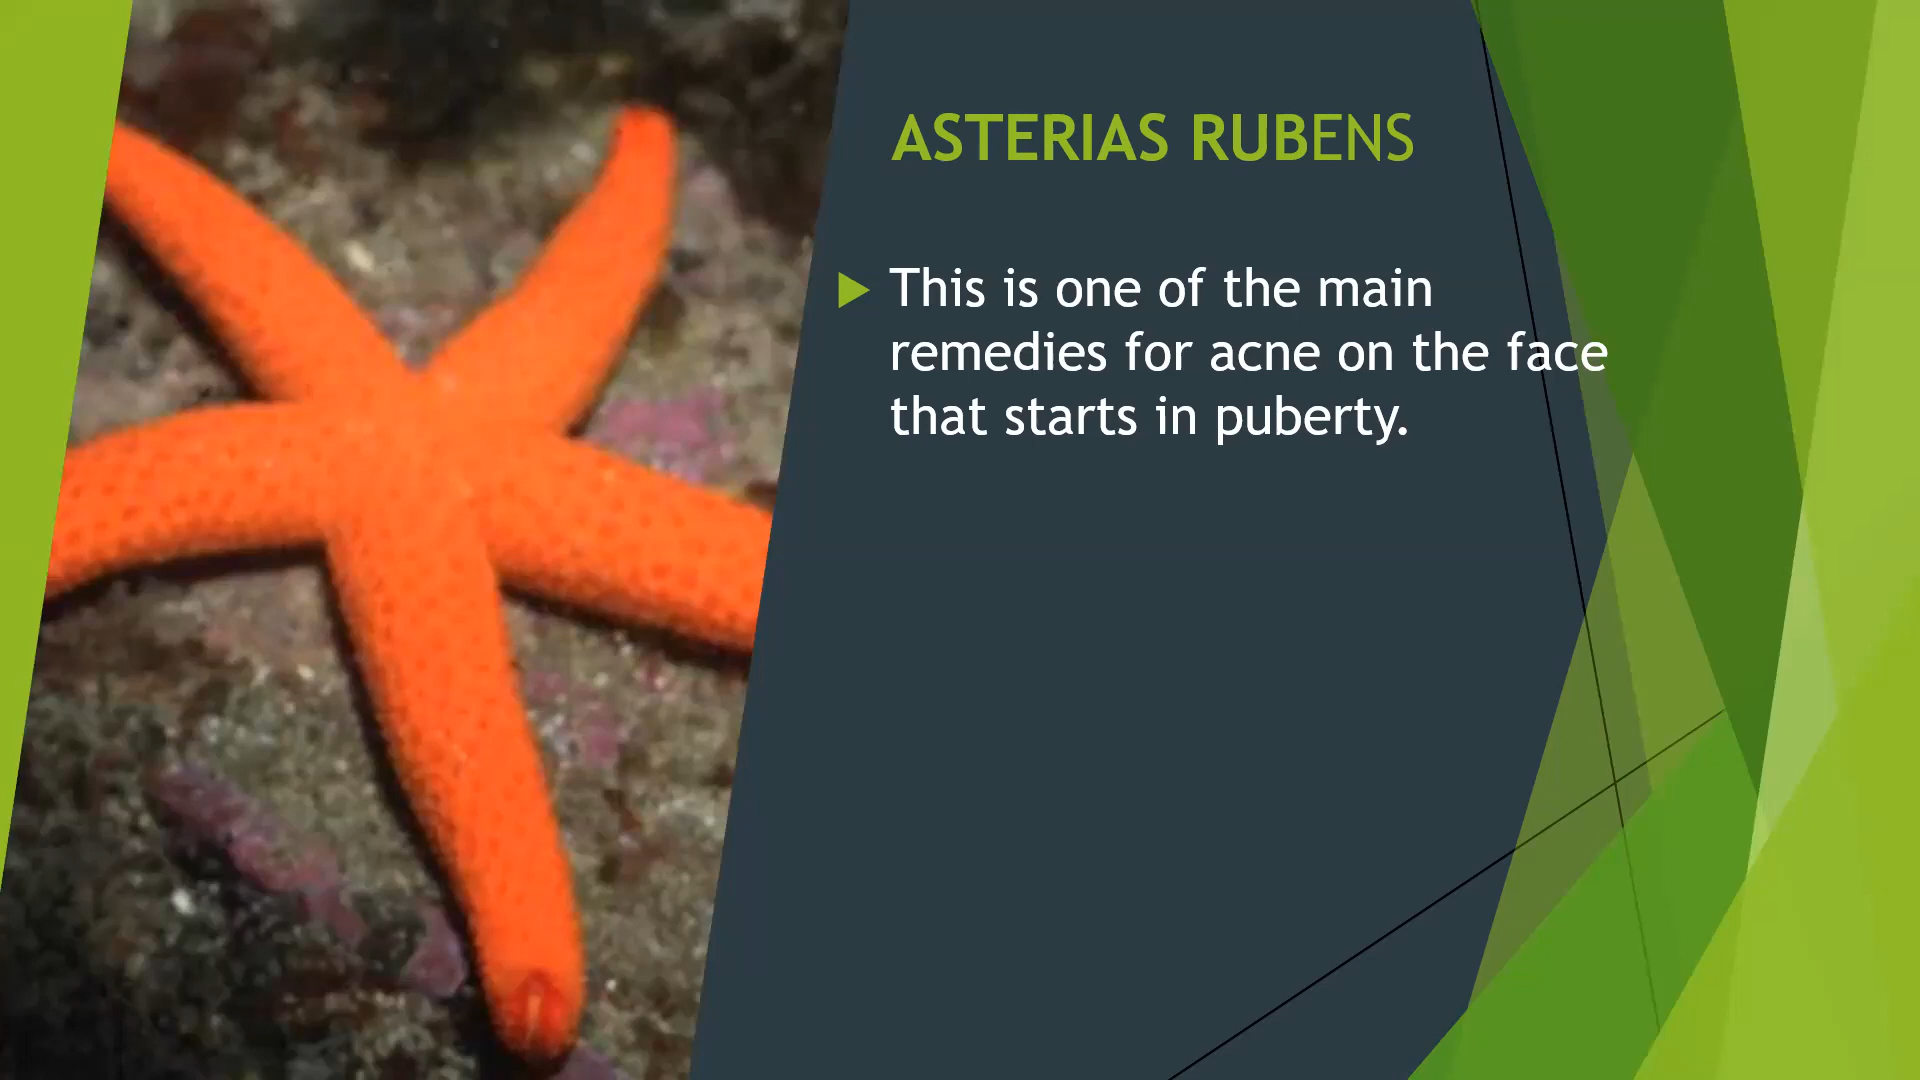 ASTERIAS RUBENS
This is one of the main
remedies for acne on the face
that starts in puberty.